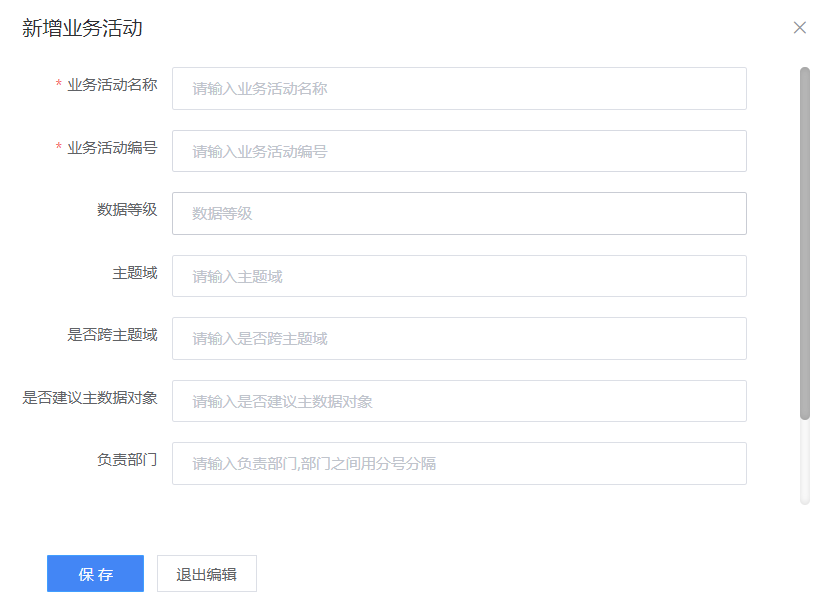 新增业务活动
* 业务活动名称 请输入业务活动名称
* 业务活动编号 请输入业务活动编号
数据等级 数据等级
主题域 请输入主题域
是否跨主题域 请输入是否跨主题域
是否建议主数据对象 请输入是否建议主数据对象
负责部门 请输入负责部门,部门之间用分号分隔
保存 退出编辑